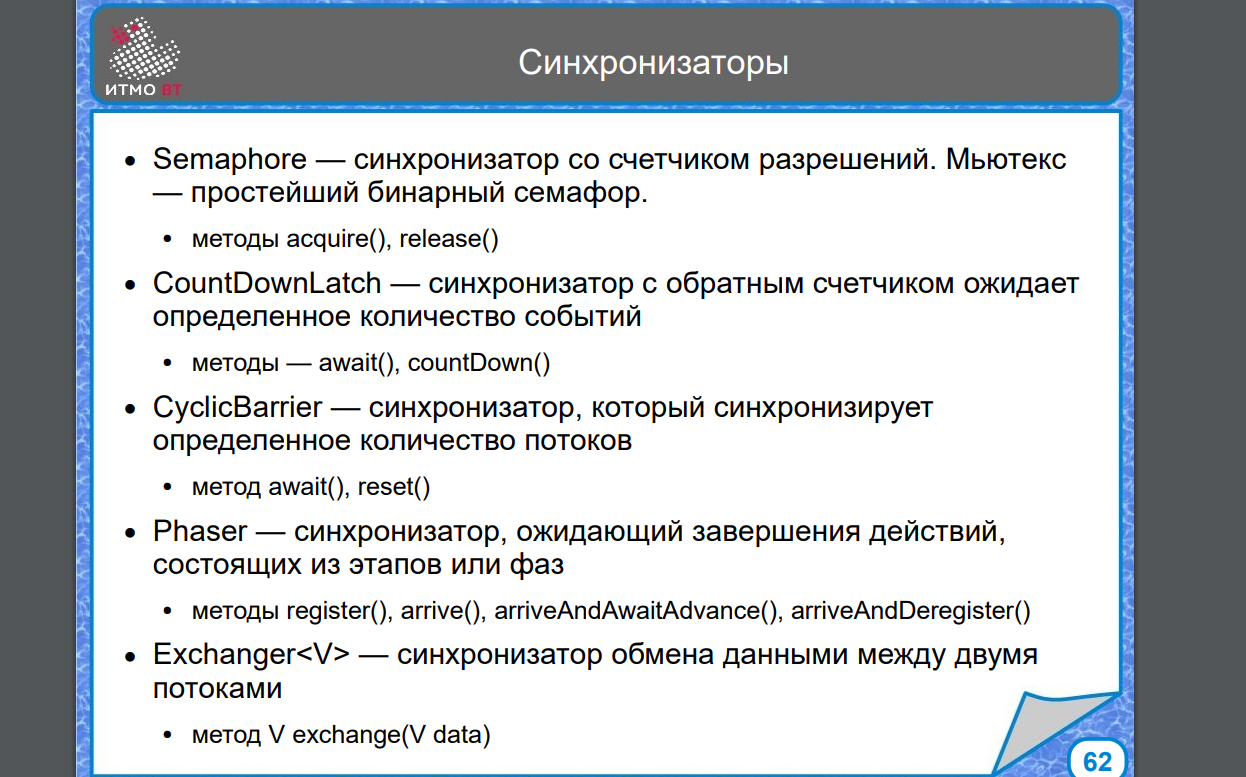 ИТМО ВТ
Синхронизаторы
• Semaphore — синхронизатор со счетчиком разрешений. Мьютекс
— простейший бинарный семафор.
• методы acquire(), release()
• CountDownLatch — синхронизатор с обратным счетчиком ожидает
определенное количество событий
• методы — await(), countDown()
• CyclicBarrier — синхронизатор, который синхронизирует
определенное количество потоков
• метод await(), reset()
• Phaser — синхронизатор, ожидающий завершения действий,
состоящих из этапов или фаз
• методы register(), arrive(), arriveAndAwaitAdvance(), arriveAndDeregister()
• Exchanger<V> — синхронизатор обмена данными между двумя
потоками
• метод V exchange(V data)
62